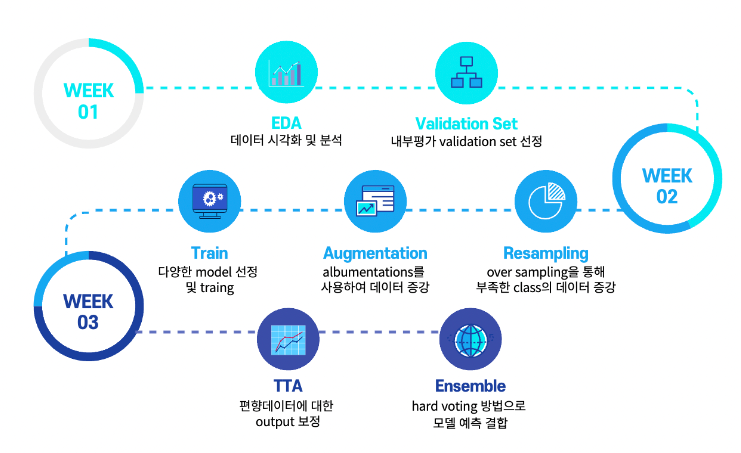 WEEK
01
EDA
데이터 시각화 및 분석
Validation Set
내부평가 validation set 선정
WEEK
02
Resampling
over sampling을 통해
부족한 class의 데이터 증강
Augmentation
albumentations를
사용하여 데이터 증강
Train
다양한 model 선정
및 traing
WEEK
03
TTA
편향데이터에 대한
output 보정
Ensemble
hard voting 방법으로
모델 예측 결합